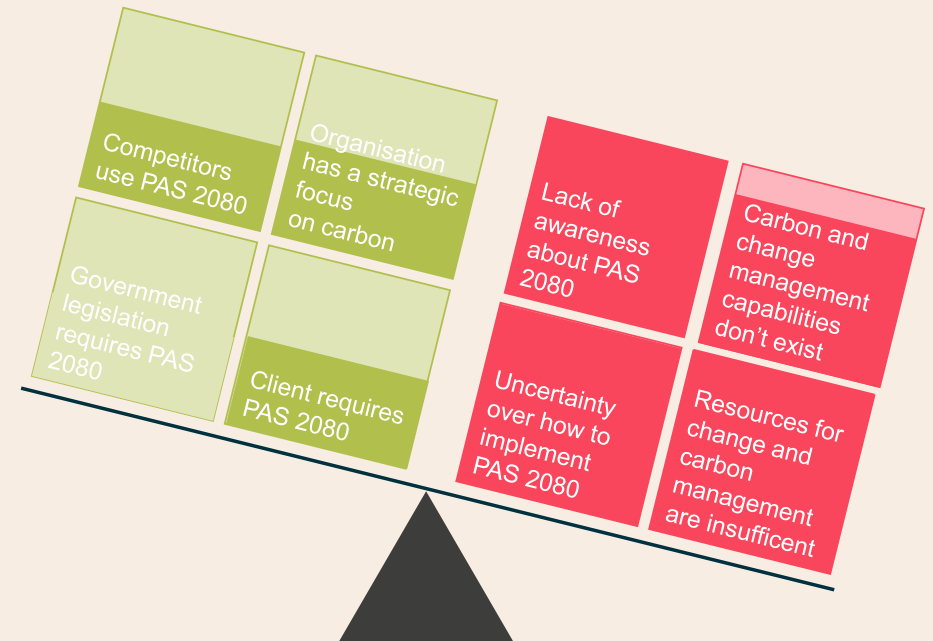 Competitors
use PAS 2080
Organisation
has a strategic
focus
on carbon
Government
legislation
requires PAS
2080
Client requires
PAS 2080
Lack of
awareness
about PAS
2080
Carbon and
change
management
capabilities
don’t exist
Uncertainty
over how to
implement
PAS 2080
Resources for
change and
carbon
management
are insufficent